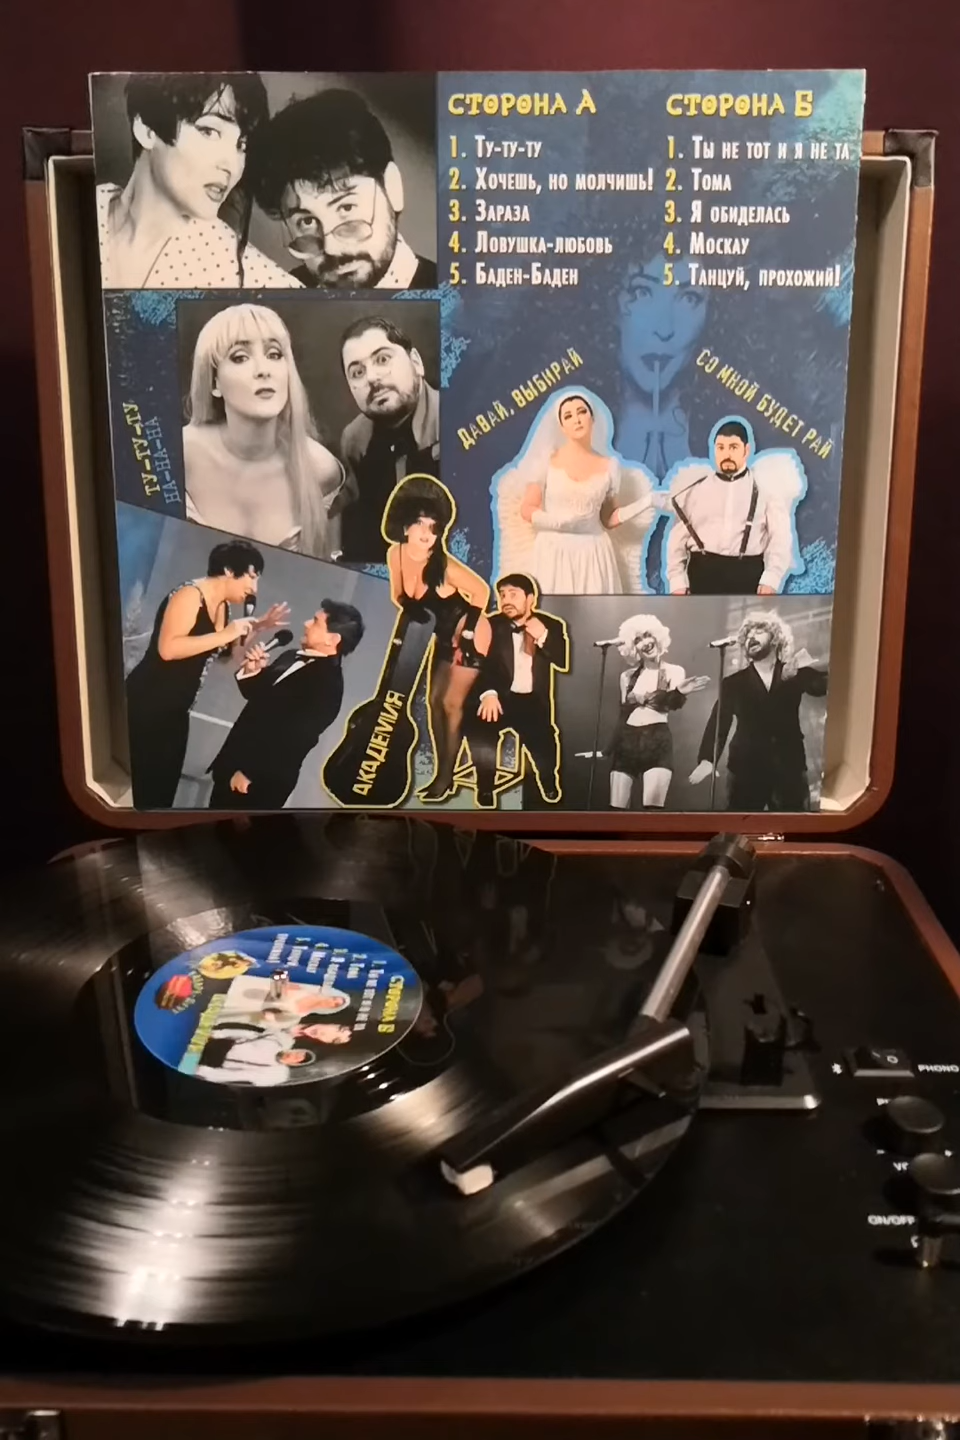 СТОРОНА А
1. Ту-ту-ту
2. Хочешь, но молчишь!
3. Зараза
4. Ловушка-любовь
5. Баден-Баден
СТОРОНА Б
1. Ты не тот и я не та
2. Тома
3. Я обиделась
4. Москау
5. Танцуй, прохожий!
ДАВАЙ, ВЫБИРАЙ
СО МНОЙ БУДЕТ РАЙ
ТУ-ТУ-ТУ
НА-НА-НА
АКАДЕМИЯ
СТОРОНА Б
2. Тома
PHONO
ON/OFF